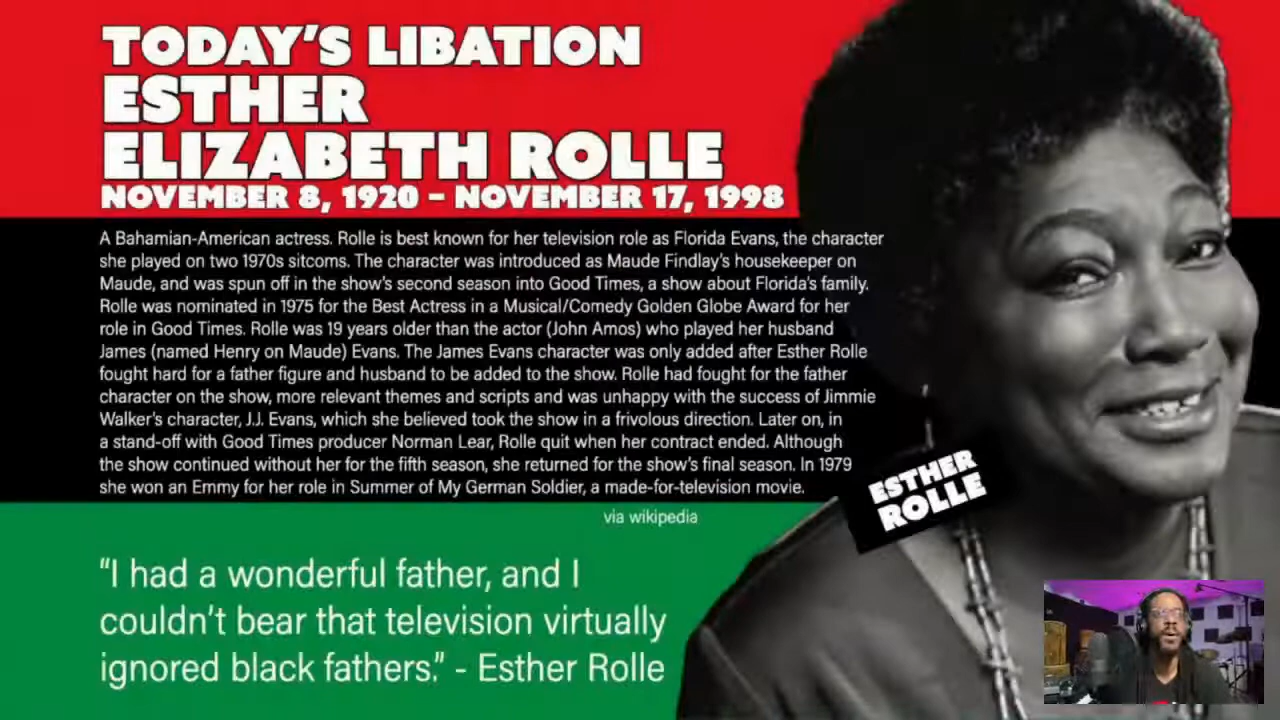 TODAY'S LIBATION
ESTHER
ELIZABETH ROLLE
NOVEMBER 8, 1920 – NOVEMBER 17, 1998
A Bahamian-American actress. Rolle is best known for her television role as Florida Evans, the character
she played on two 1970s sitcoms. The character was introduced as Maude Findlay's housekeeper on
Maude, and was spun off in the show's second season into Good Times, a show about Florida's family.
Rolle was nominated in 1975 for the Best Actress in a Musical/Comedy Golden Globe Award for her
role in Good Times. Rolle was 19 years older than the actor (John Amos) who played her husband
James (named Henry on Maude) Evans. The James Evans character was only added after Esther Rolle
fought hard for a father figure and husband to be added to the show. Rolle had fought for the father
character on the show, more relevant themes and scripts and was unhappy with the success of Jimmie
Walker's character, J.J. Evans, which she believed took the show in a frivolous direction. Later on, in
a stand-off with Good Times producer Norman Lear, Rolle quit when her contract ended. Although
the show continued without her for the fifth season, she returned for the show's final season. In 1979
she won an Emmy for her role in Summer of My German Soldier, a made-for-television movie.
via wikipedia
ESTHER
ROLLE
"I had a wonderful father, and I
couldn't bear that television virtually
ignored black fathers." - Esther Rolle